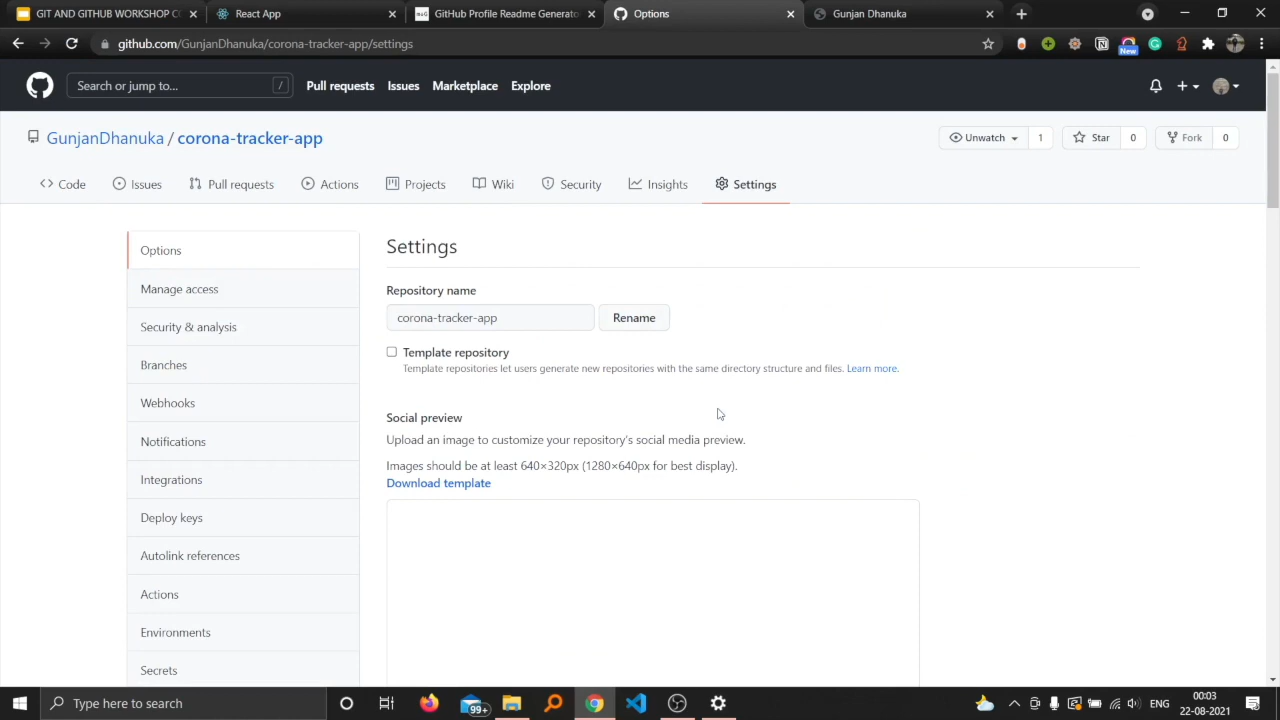 GIT AND GITHUB WORKSHOP CO
React App
GitHub Profile Readme Generato
Options
Gunjan Dhanuka
github.com/GunjanDhanuka/corona-tracker-app/settings
New
Search or jump to...
/
Pull requests
Issues
Marketplace
Explore
GunjanDhanuka / corona-tracker-app
Unwatch
1
Star
0
Fork
0
Code
Issues
Pull requests
Actions
Projects
Wiki
Security
Insights
Settings
Options
Manage access
Security & analysis
Branches
Webhooks
Notifications
Integrations
Deploy keys
Autolink references
Actions
Environments
Secrets
Settings
Repository name
corona-tracker-app
Rename
Template repository
Template repositories let users generate new repositories with the same directory structure and files. Learn more.
Social preview
Upload an image to customize your repository's social media preview.
Images should be at least 640×320px (1280×640px for best display).
Download template
Type here to search
99+
ENG
00:03
22-08-2021